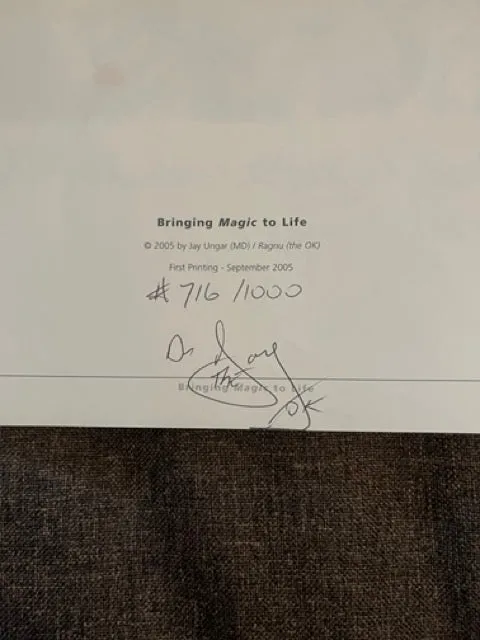 Bringing Magic to Life
© 2005 by Jay Ungar (MD) / Ragnu (the OK)
First Printing - September 2005
# 716 /1000
Dr Jay
The
Bringing Magic to Life
OK